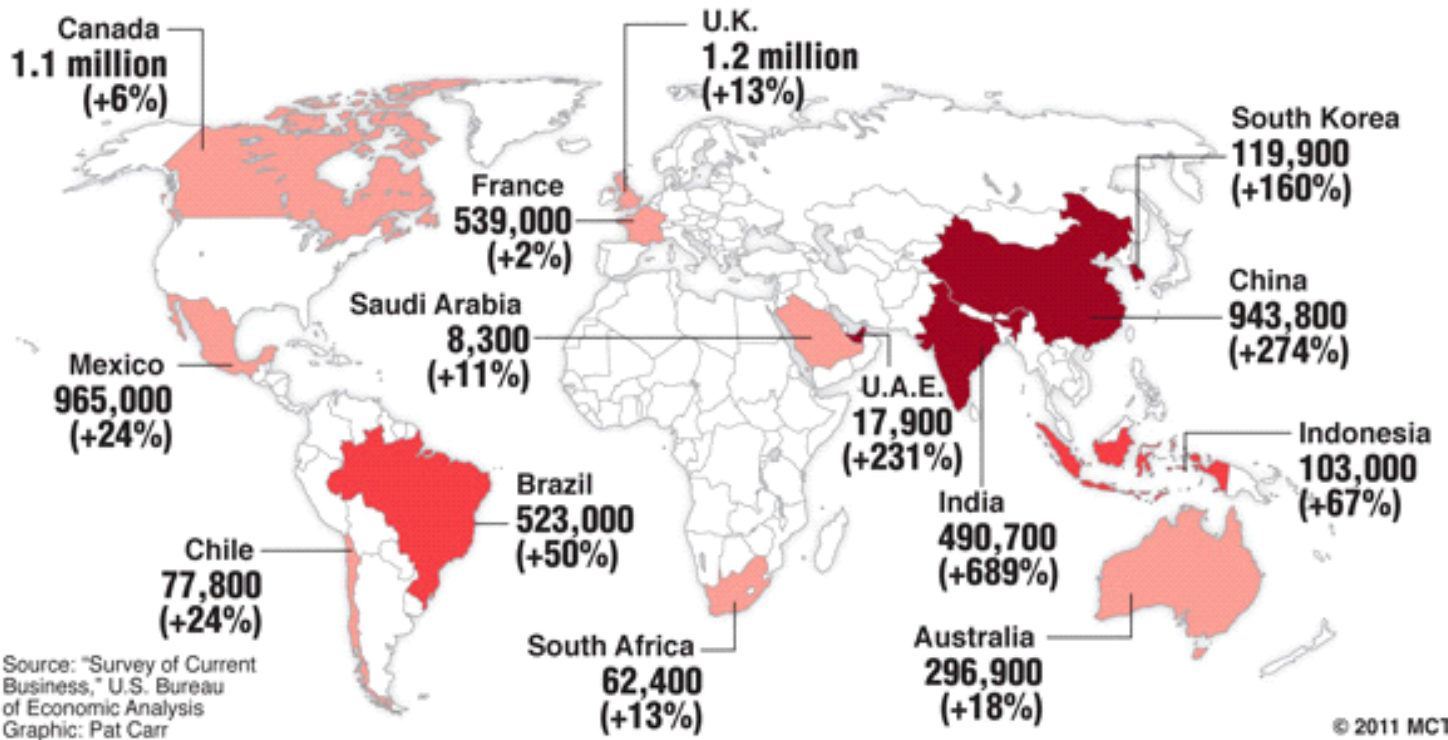 Canada
1.1 million
(+6%)
U.K.
1.2 million
(+13%)
South Korea
119,900
(+160%)
France
539,000
(+2%)
China
943,800
(+274%)
Saudi Arabia
8,300
(+11%)
Mexico
965,000
(+24%)
U.A.E.
17,900
(+231%)
Indonesia
103,000
(+67%)
Brazil
523,000
(+50%)
India
490,700
(+689%)
Chile
77,800
(+24%)
South Africa
62,400
(+13%)
Australia
296,900
(+18%)
Source: "Survey of Current
Business," U.S. Bureau
of Economic Analysis
Graphic: Pat Carr
© 2011 MCT